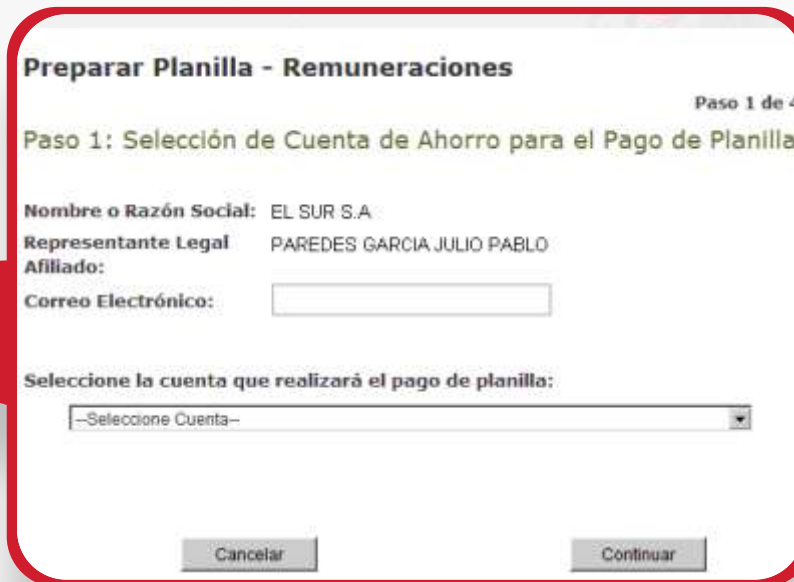 Preparar Planilla - Remuneraciones
Paso 1 de 4
Paso 1: Selección de Cuenta de Ahorro para el Pago de Planilla
Nombre o Razón Social: EL SUR S.A
Representante Legal Afiliado: PAREDES GARCIA JULIO PABLO
Correo Electrónico:
Seleccione la cuenta que realizará el pago de planilla:
--Seleccione Cuenta--
Cancelar Continuar